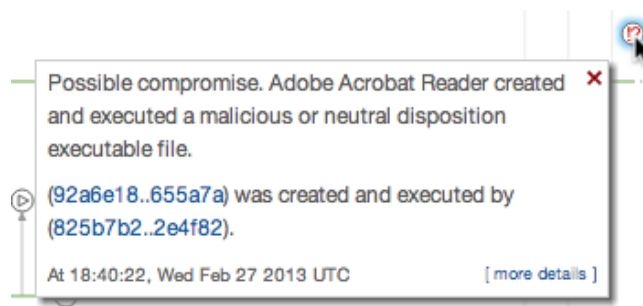 Possible compromise. Adobe Acrobat Reader created
and executed a malicious or neutral disposition
executable file.
(92a6e18..655a7a) was created and executed by
(825b7b2..2e4f82).
At 18:40:22, Wed Feb 27 2013 UTC [ more details ]